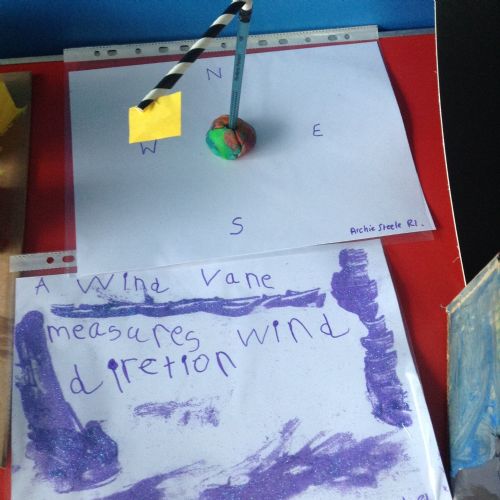 N
W
E
S
Archie Steele R1.
A Wind Vane
measures wind
diretion